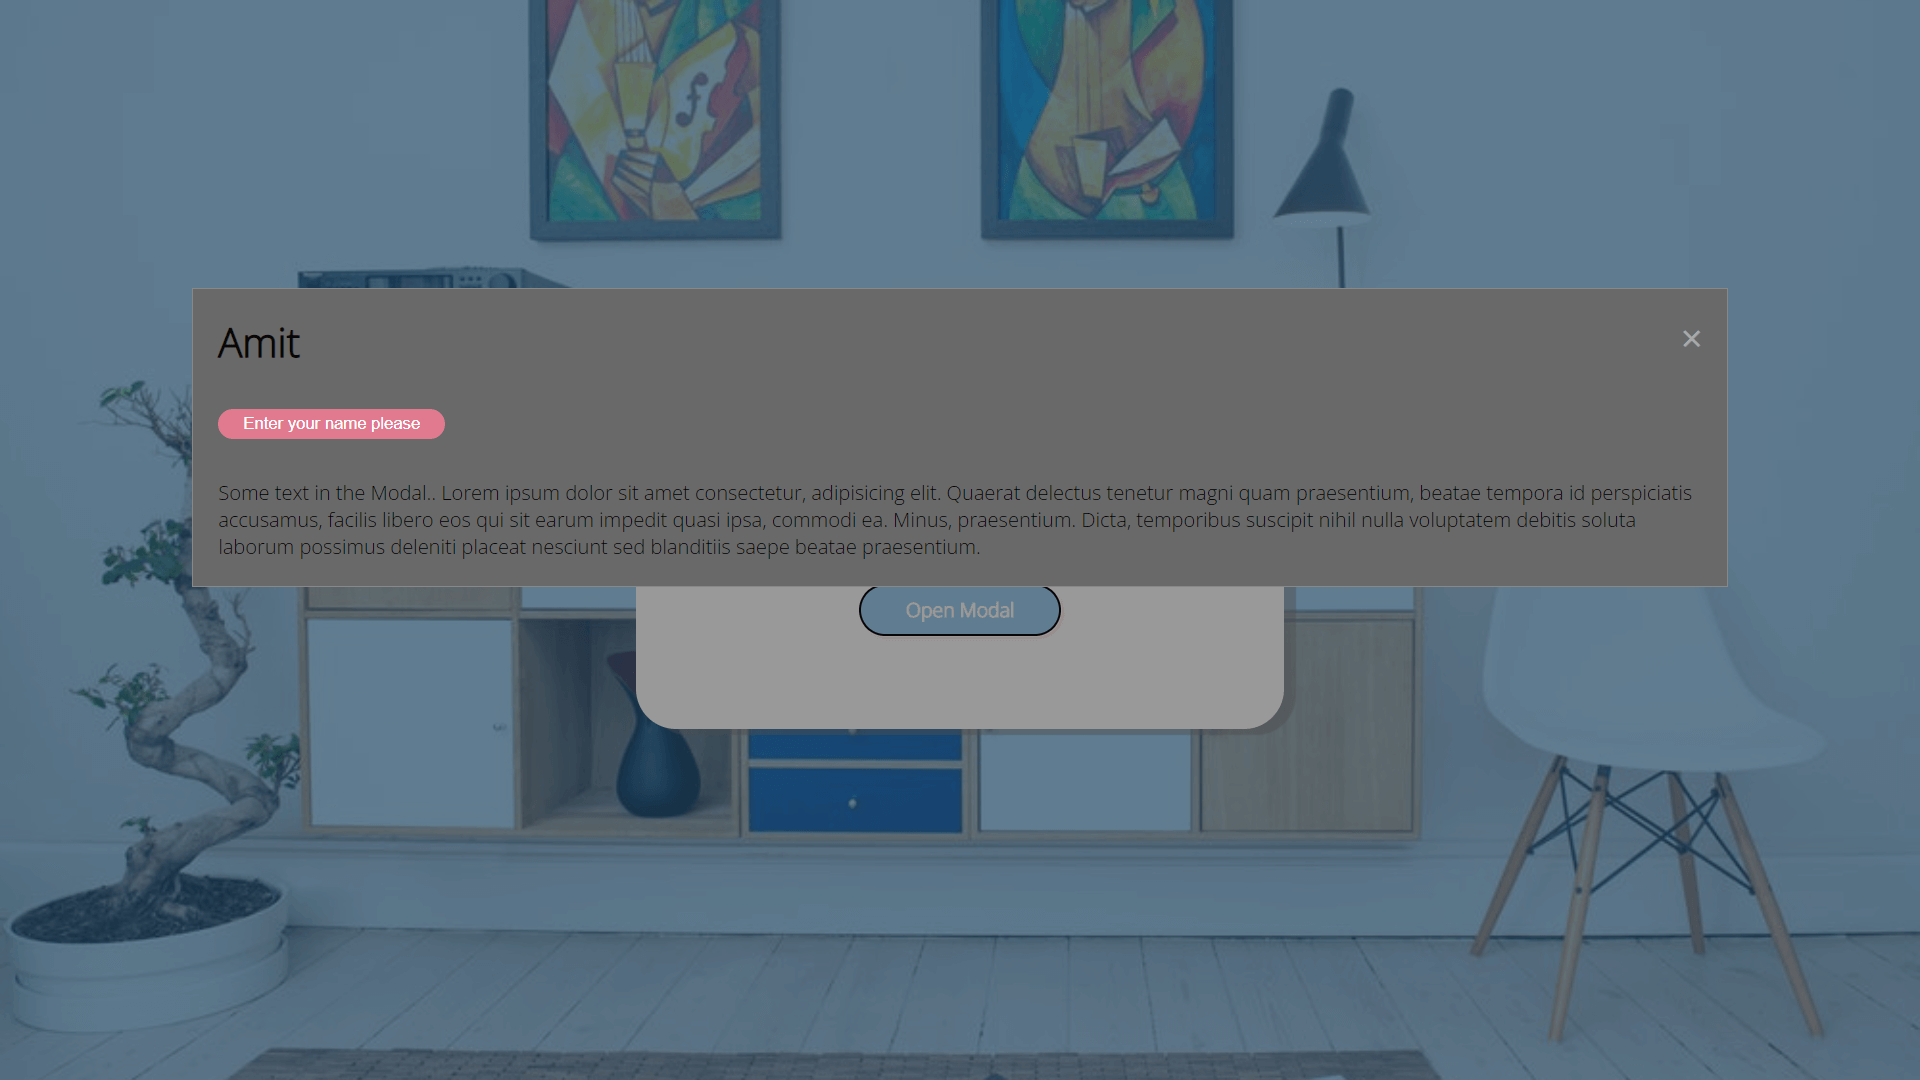 Amit
×
Enter your name please
Some text in the Modal.. Lorem ipsum dolor sit amet consectetur, adipisicing elit. Quaerat delectus tenetur magni quam praesentium, beatae tempora id perspiciatis
accusamus, facilis libero eos qui sit earum impedit quasi ipsa, commodi ea. Minus, praesentium. Dicta, temporibus suscipit nihil nulla voluptatem debitis soluta
laborum possimus deleniti placeat nesciunt sed blanditiis saepe beatae praesentium.
Open Modal